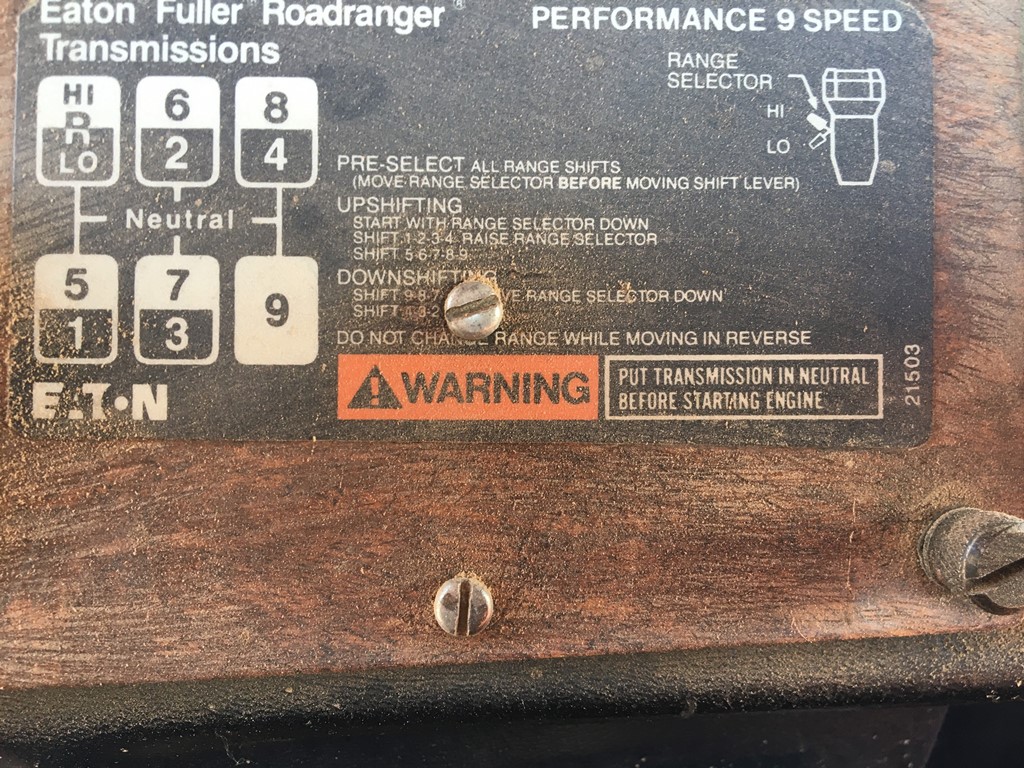 Eaton Fuller Roadranger®
Transmissions
PERFORMANCE 9 SPEED
HI
R
LO
6
2
8
4
Neutral
5
1
7
3
9
EATON
RANGE
SELECTOR
HI
LO
PRE-SELECT ALL RANGE SHIFTS
(MOVE RANGE SELECTOR BEFORE MOVING SHIFT LEVER)
UPSHIFTING
START WITH RANGE SELECTOR DOWN
SHIFT 1-2-3-4, RAISE RANGE SELECTOR
SHIFT 5-6-7-8-9
DOWNSHIFTING
SHIFT RANGE SELECTOR DOWN
SHIFT
DO NOT CHANGE RANGE WHILE MOVING IN REVERSE
WARNING
PUT TRANSMISSION IN NEUTRAL
BEFORE STARTING ENGINE
21503